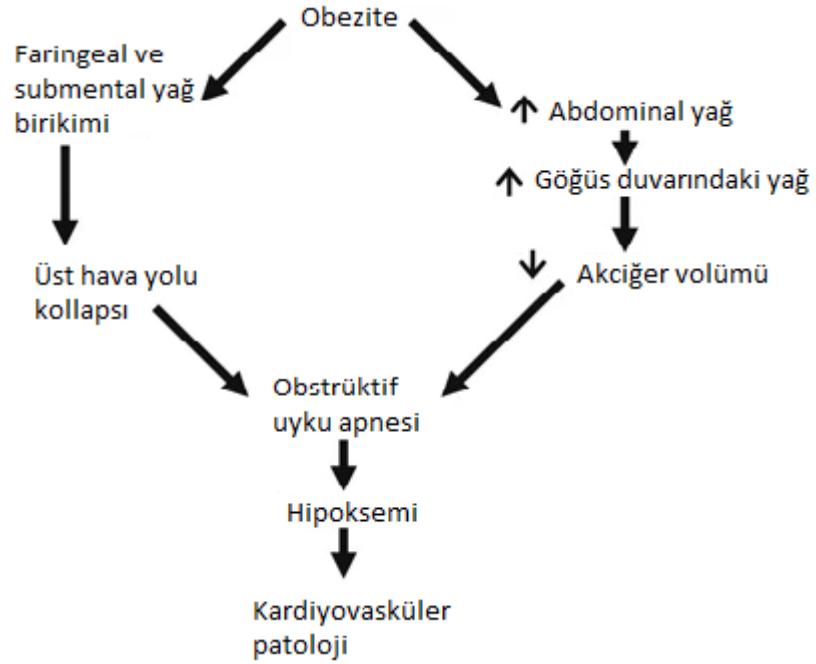 Obezite
Faringeal ve
submental yağ
birikimi
↑ Abdominal yağ
↑ Göğüs duvarındaki yağ
Üst hava yolu
kollapsı
↓ Akciğer volümü
Obstrüktif
uyku apnesi
Hipoksemi
Kardiyovasküler
patoloji